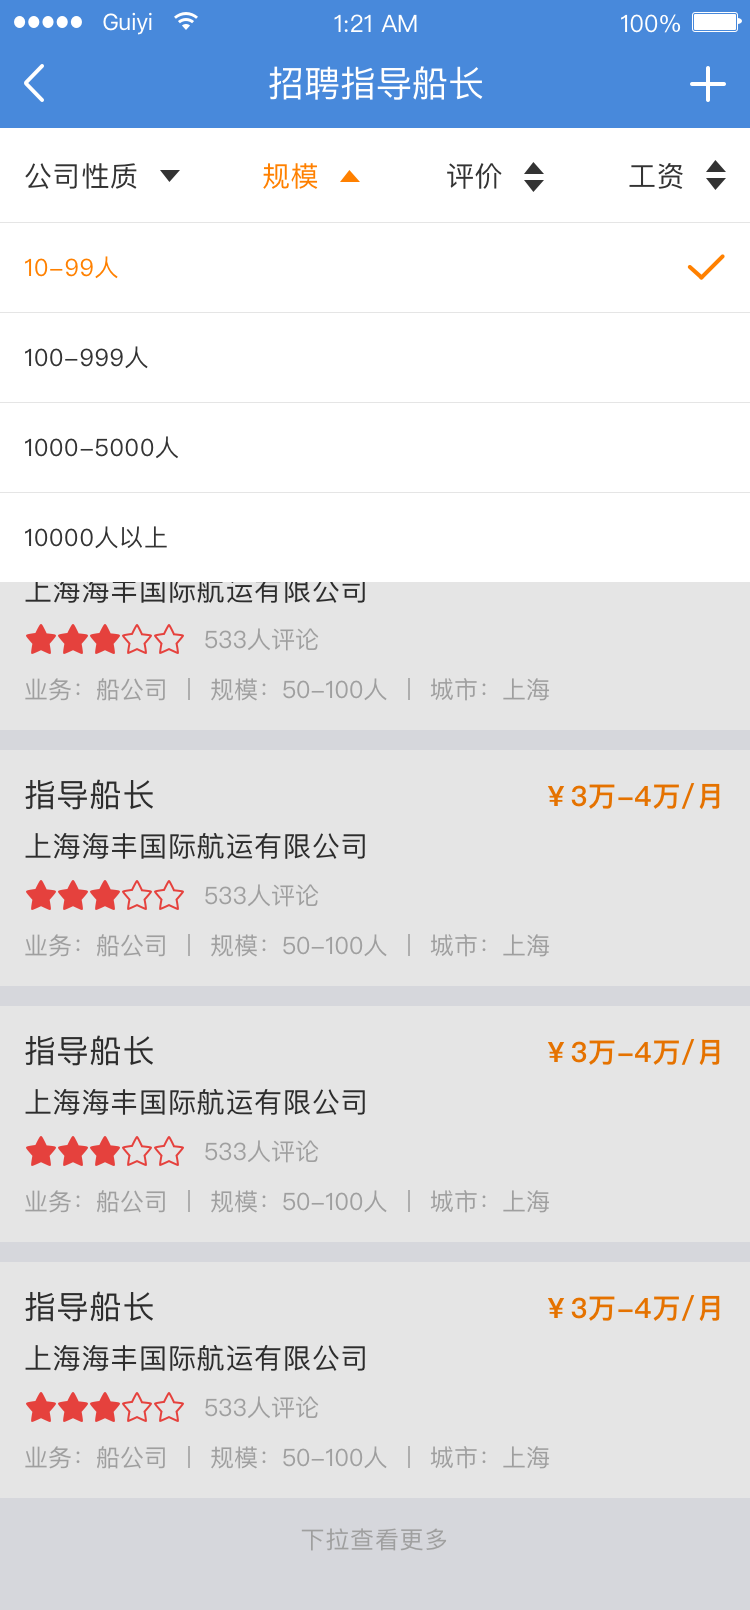 Guiyi 1:21 AM 100%
招聘指导船长
公司性质 规模 评价 工资
10-99人
100-999人
1000-5000人
10000人以上
上海海丰国际航运有限公司
533人评论
业务：船公司 | 规模：50-100人 | 城市：上海
指导船长 ¥3万-4万/月
上海海丰国际航运有限公司
533人评论
业务：船公司 | 规模：50-100人 | 城市：上海
指导船长 ¥3万-4万/月
上海海丰国际航运有限公司
533人评论
业务：船公司 | 规模：50-100人 | 城市：上海
指导船长 ¥3万-4万/月
上海海丰国际航运有限公司
533人评论
业务：船公司 | 规模：50-100人 | 城市：上海
下拉查看更多